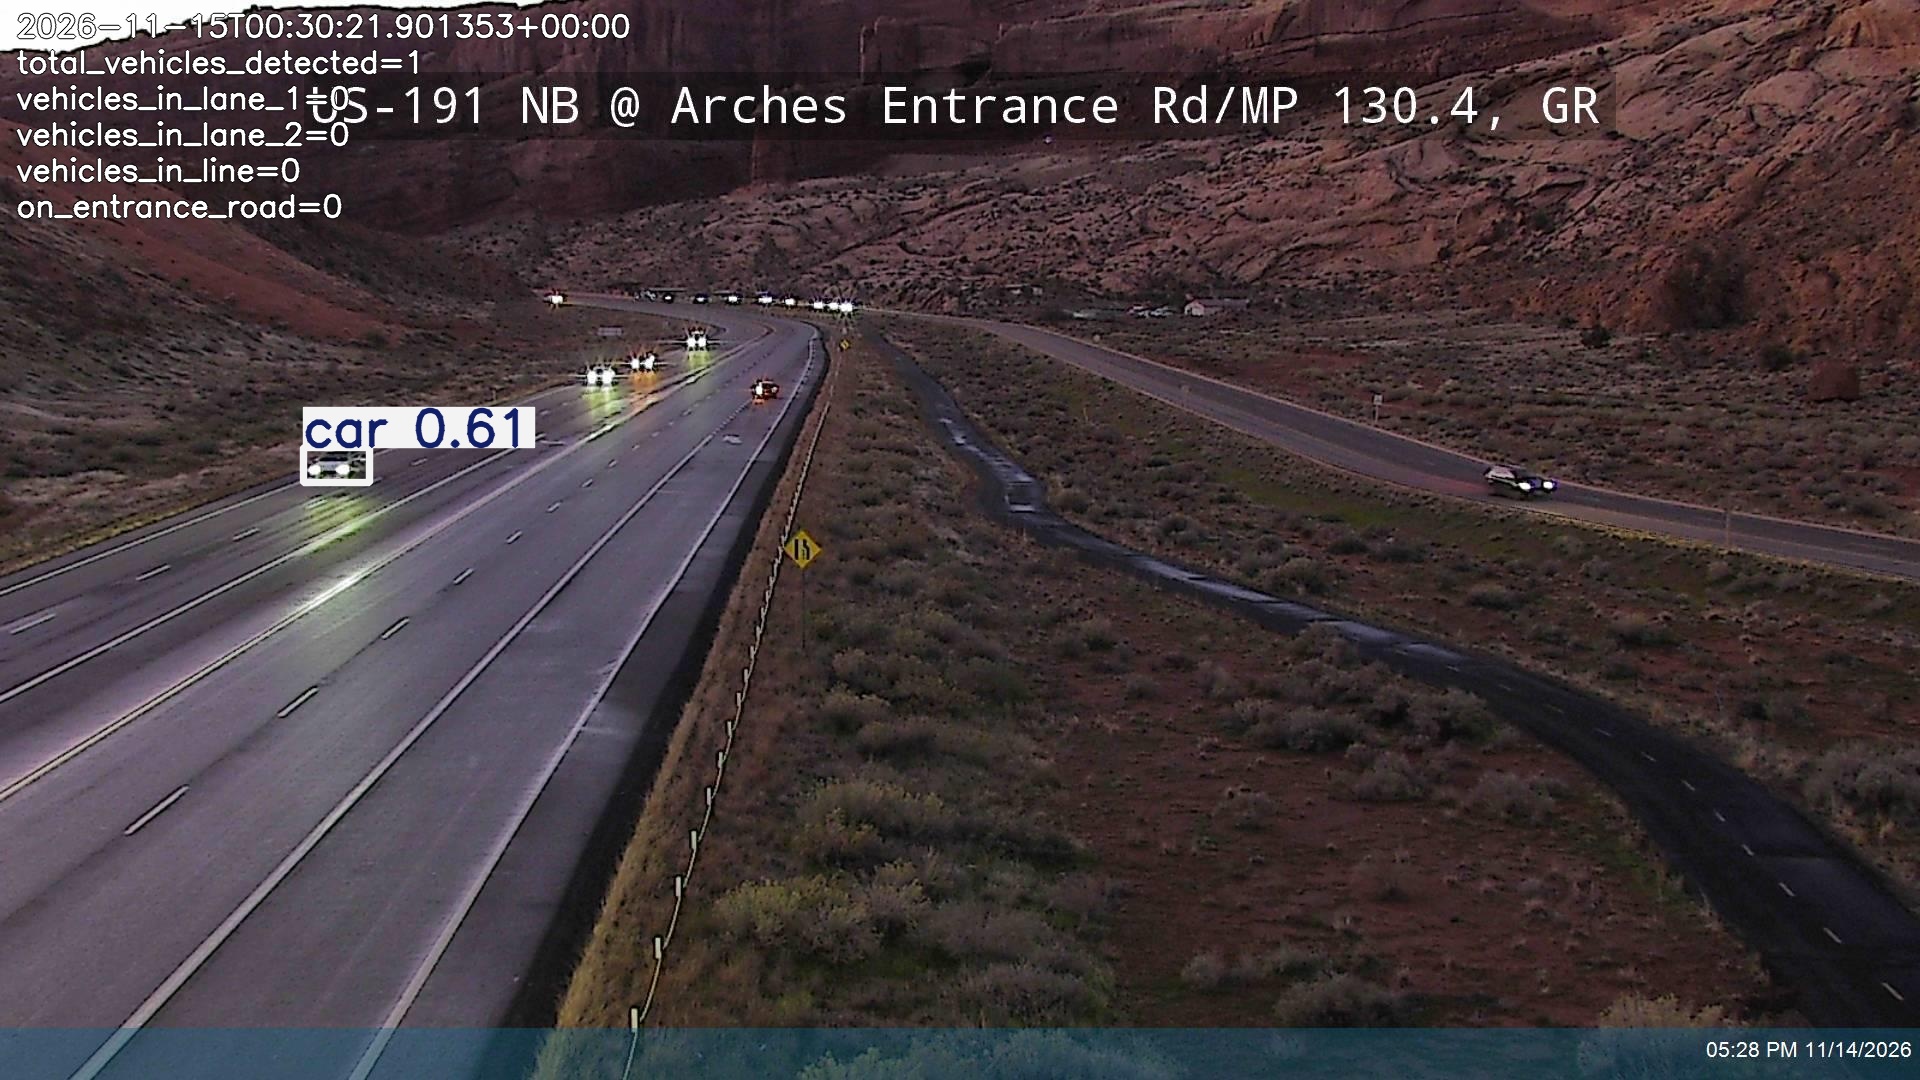 2026-11-15T00:30:21.901353+00:00
total_vehicles_detected=1
vehicles_in_lane_1=0
US-191 NB @ Arches Entrance Rd/MP 130.4, GR
vehicles_in_lane_2=0
vehicles_in_line=0
on_entrance_road=0
car 0.61
05:28 PM 11/14/2026